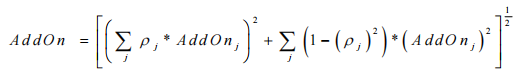 AddOn = [ ( ∑_j ρ_j * AddOn_j )^2 + ∑_j ( 1 − ( ρ_j )^2 ) * ( AddOn_j )^2 ]^{1/2}